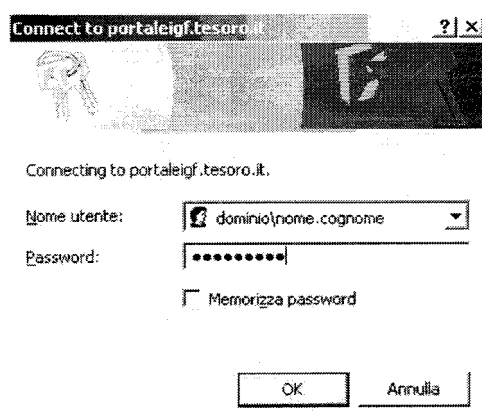 Connect to portaleigf.tesoro.it
Connecting to portaleigf.tesoro.it.
Nome utente: dominio\nome.cognome
Password: •••••••••
Memorizza password
OK Annulla